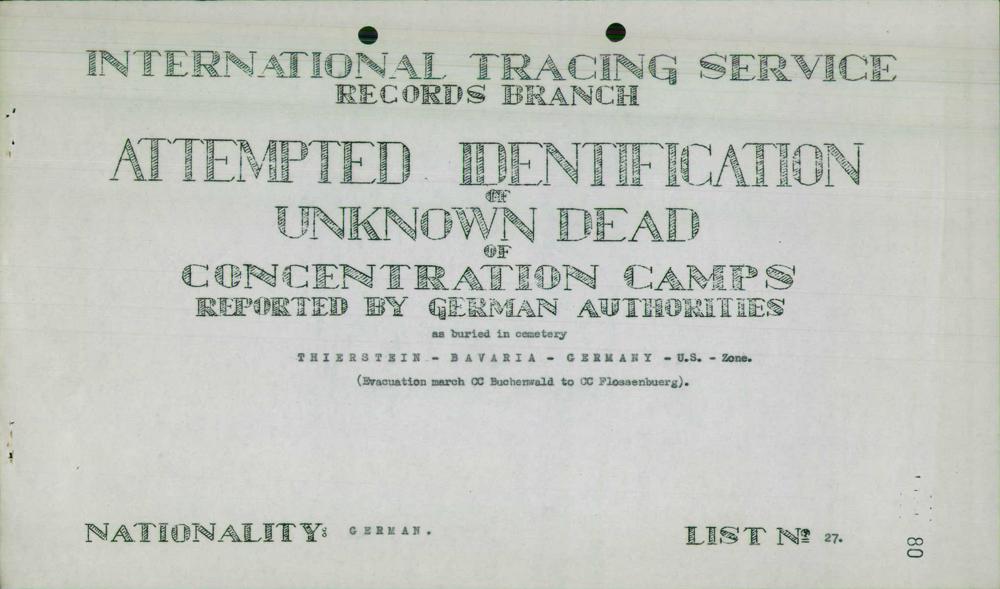 INTERNATIONAL TRACING SERVICE
RECORDS BRANCH
ATTEMPTED IDENTIFICATION
OF
UNKNOWN DEAD
OF
CONCENTRATION CAMPS
REPORTED BY GERMAN AUTHORITIES
as buried in cemetery
THIERSTEIN - BAVARIA - GERMANY - U.S. - Zone.
(Evacuation march CC Buchenwald to CC Flossenbuerg).
NATIONALITY: GERMAN.
LIST Nº 27.
80